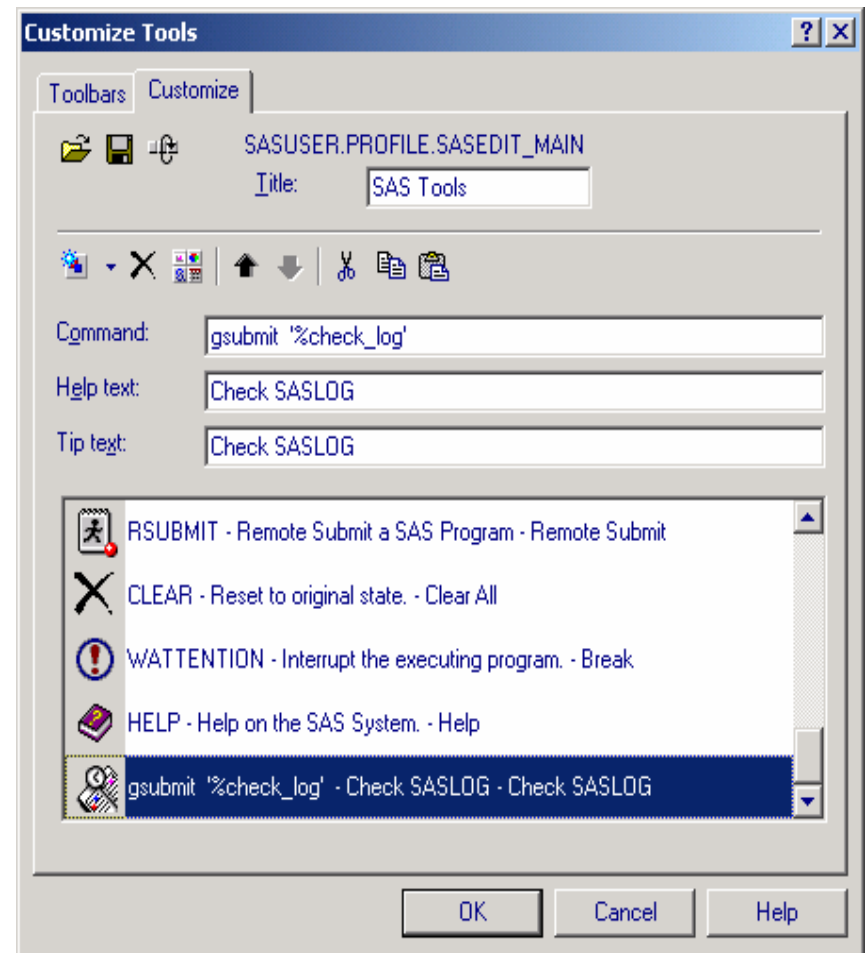 Customize Tools
Toolbars Customize
SASUSER.PROFILE.SASEDIT_MAIN
Title: SAS Tools
Command: gsubmit '%check_log'
Help text: Check SASLOG
Tip text: Check SASLOG
RSUBMIT - Remote Submit a SAS Program - Remote Submit
CLEAR - Reset to original state. - Clear All
WATTENTION - Interrupt the executing program. - Break
HELP - Help on the SAS System. - Help
gsubmit '%check_log' - Check SASLOG - Check SASLOG
OK Cancel Help